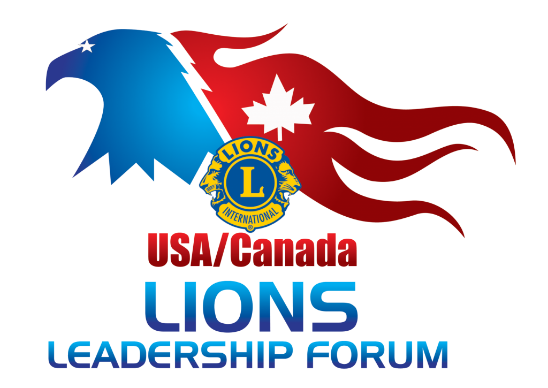 LIONS
L
INTERNATIONAL
®
USA/Canada
LIONS
LEADERSHIP FORUM